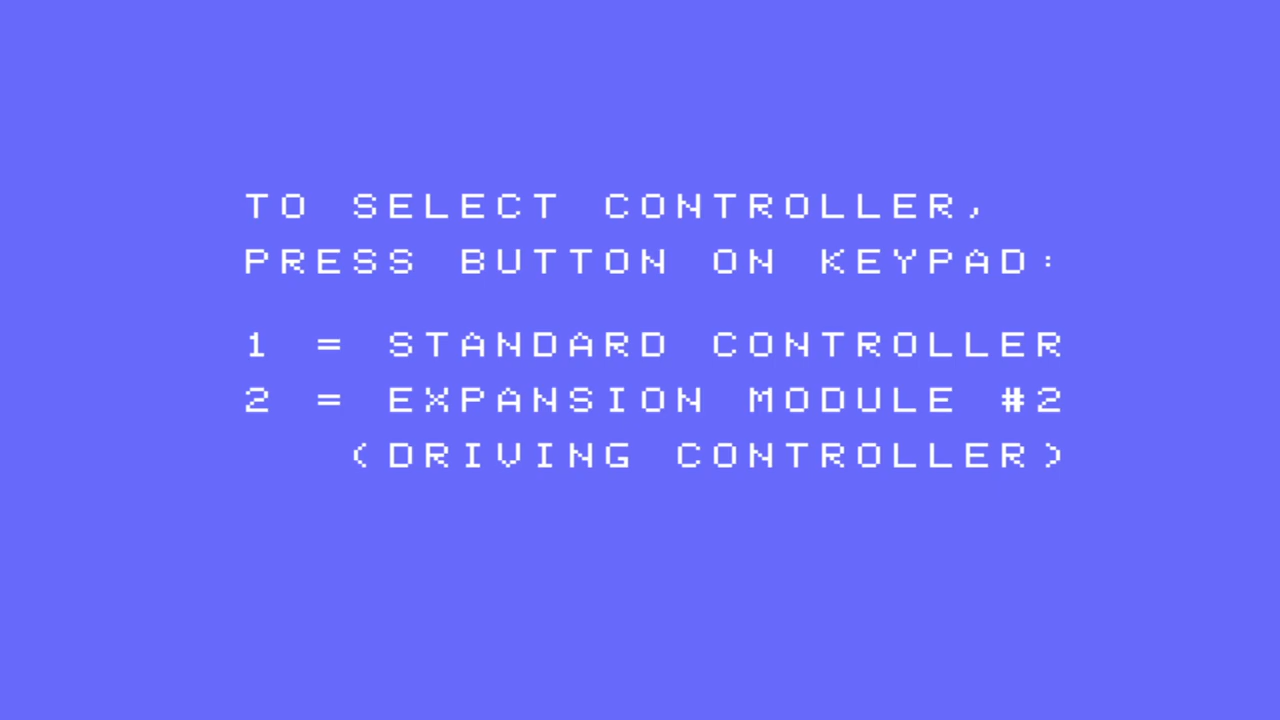 TO SELECT CONTROLLER,
PRESS BUTTON ON KEYPAD:
1 = STANDARD CONTROLLER
2 = EXPANSION MODULE #2
(DRIVING CONTROLLER)